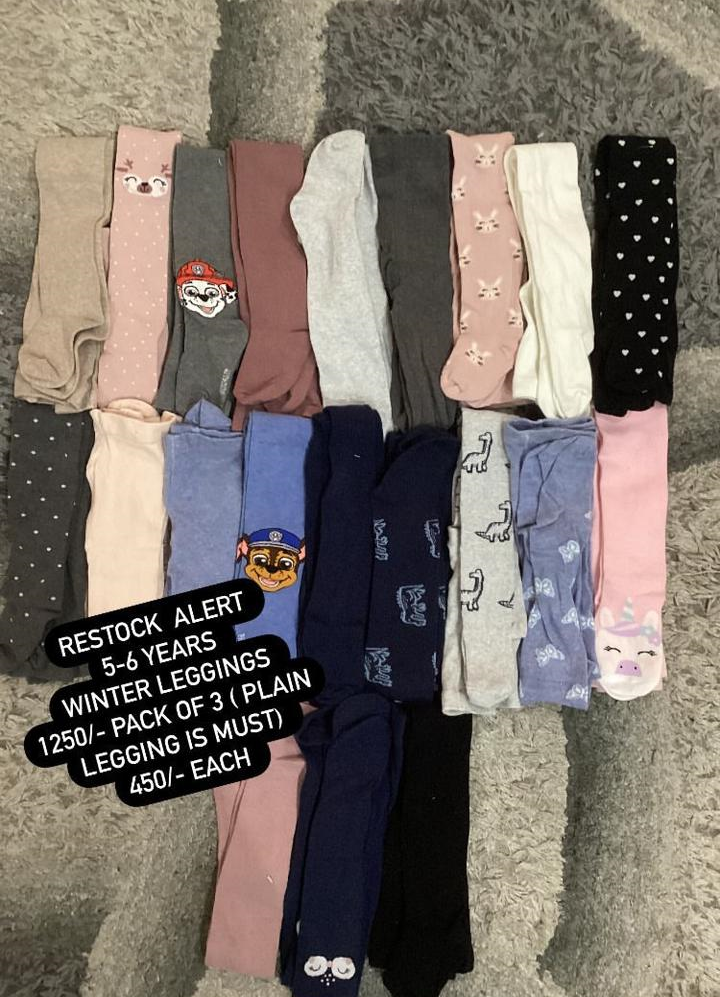 RESTOCK ALERT
5-6 YEARS
WINTER LEGGINGS
1250/- PACK OF 3 ( PLAIN
LEGGING IS MUST)
450/- EACH